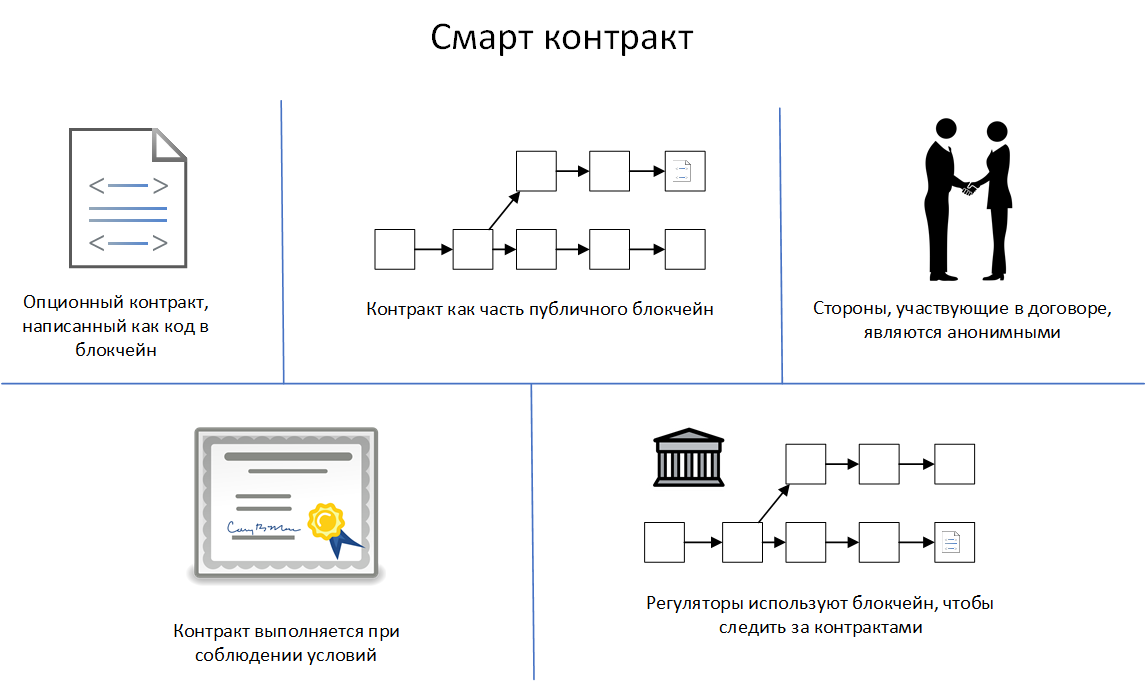 Смарт контракт
Опционный контракт,
написанный как код в
блокчейн
Контракт как часть публичного блокчейн
Стороны, участвующие в договоре,
являются анонимными
Контракт выполняется при
соблюдении условий
Регуляторы используют блокчейн, чтобы
следить за контрактами